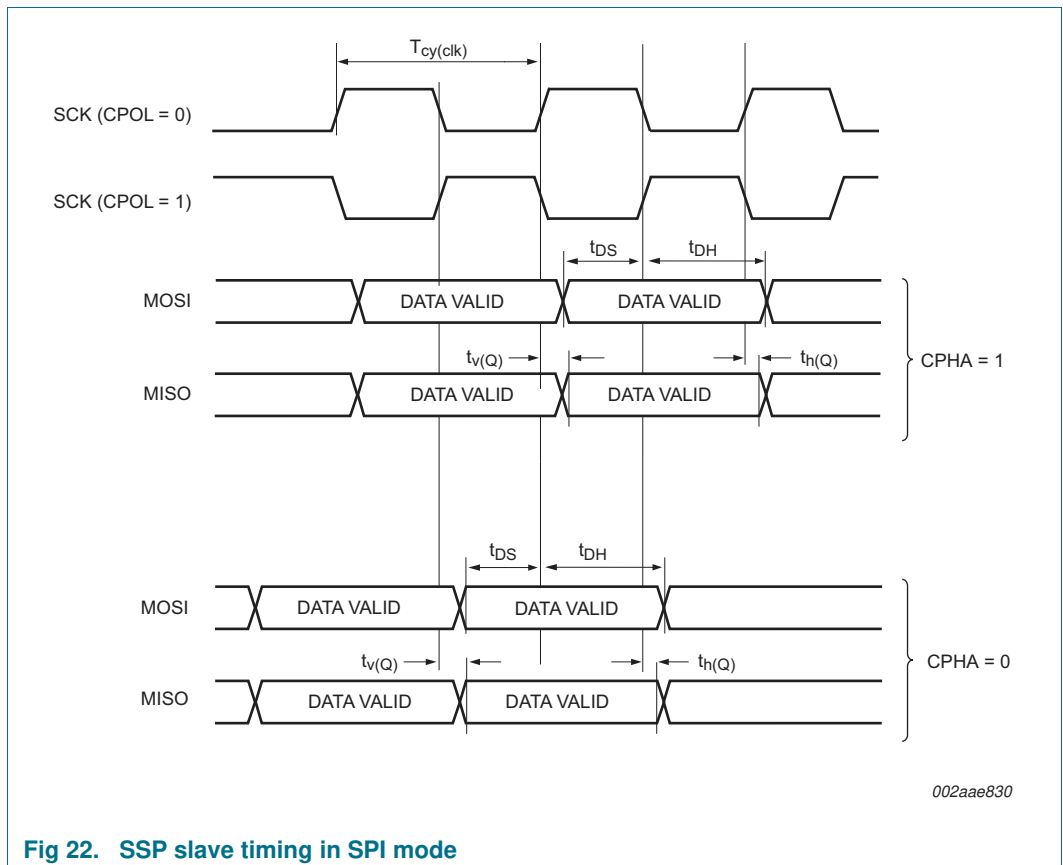 Tcy(clk)
SCK (CPOL = 0)
SCK (CPOL = 1)
tDS tDH
MOSI DATA VALID DATA VALID
tv(Q) th(Q)
CPHA = 1
MISO DATA VALID DATA VALID
tDS tDH
MOSI DATA VALID DATA VALID
tv(Q) th(Q)
CPHA = 0
MISO DATA VALID DATA VALID
002aae830
Fig 22. SSP slave timing in SPI mode